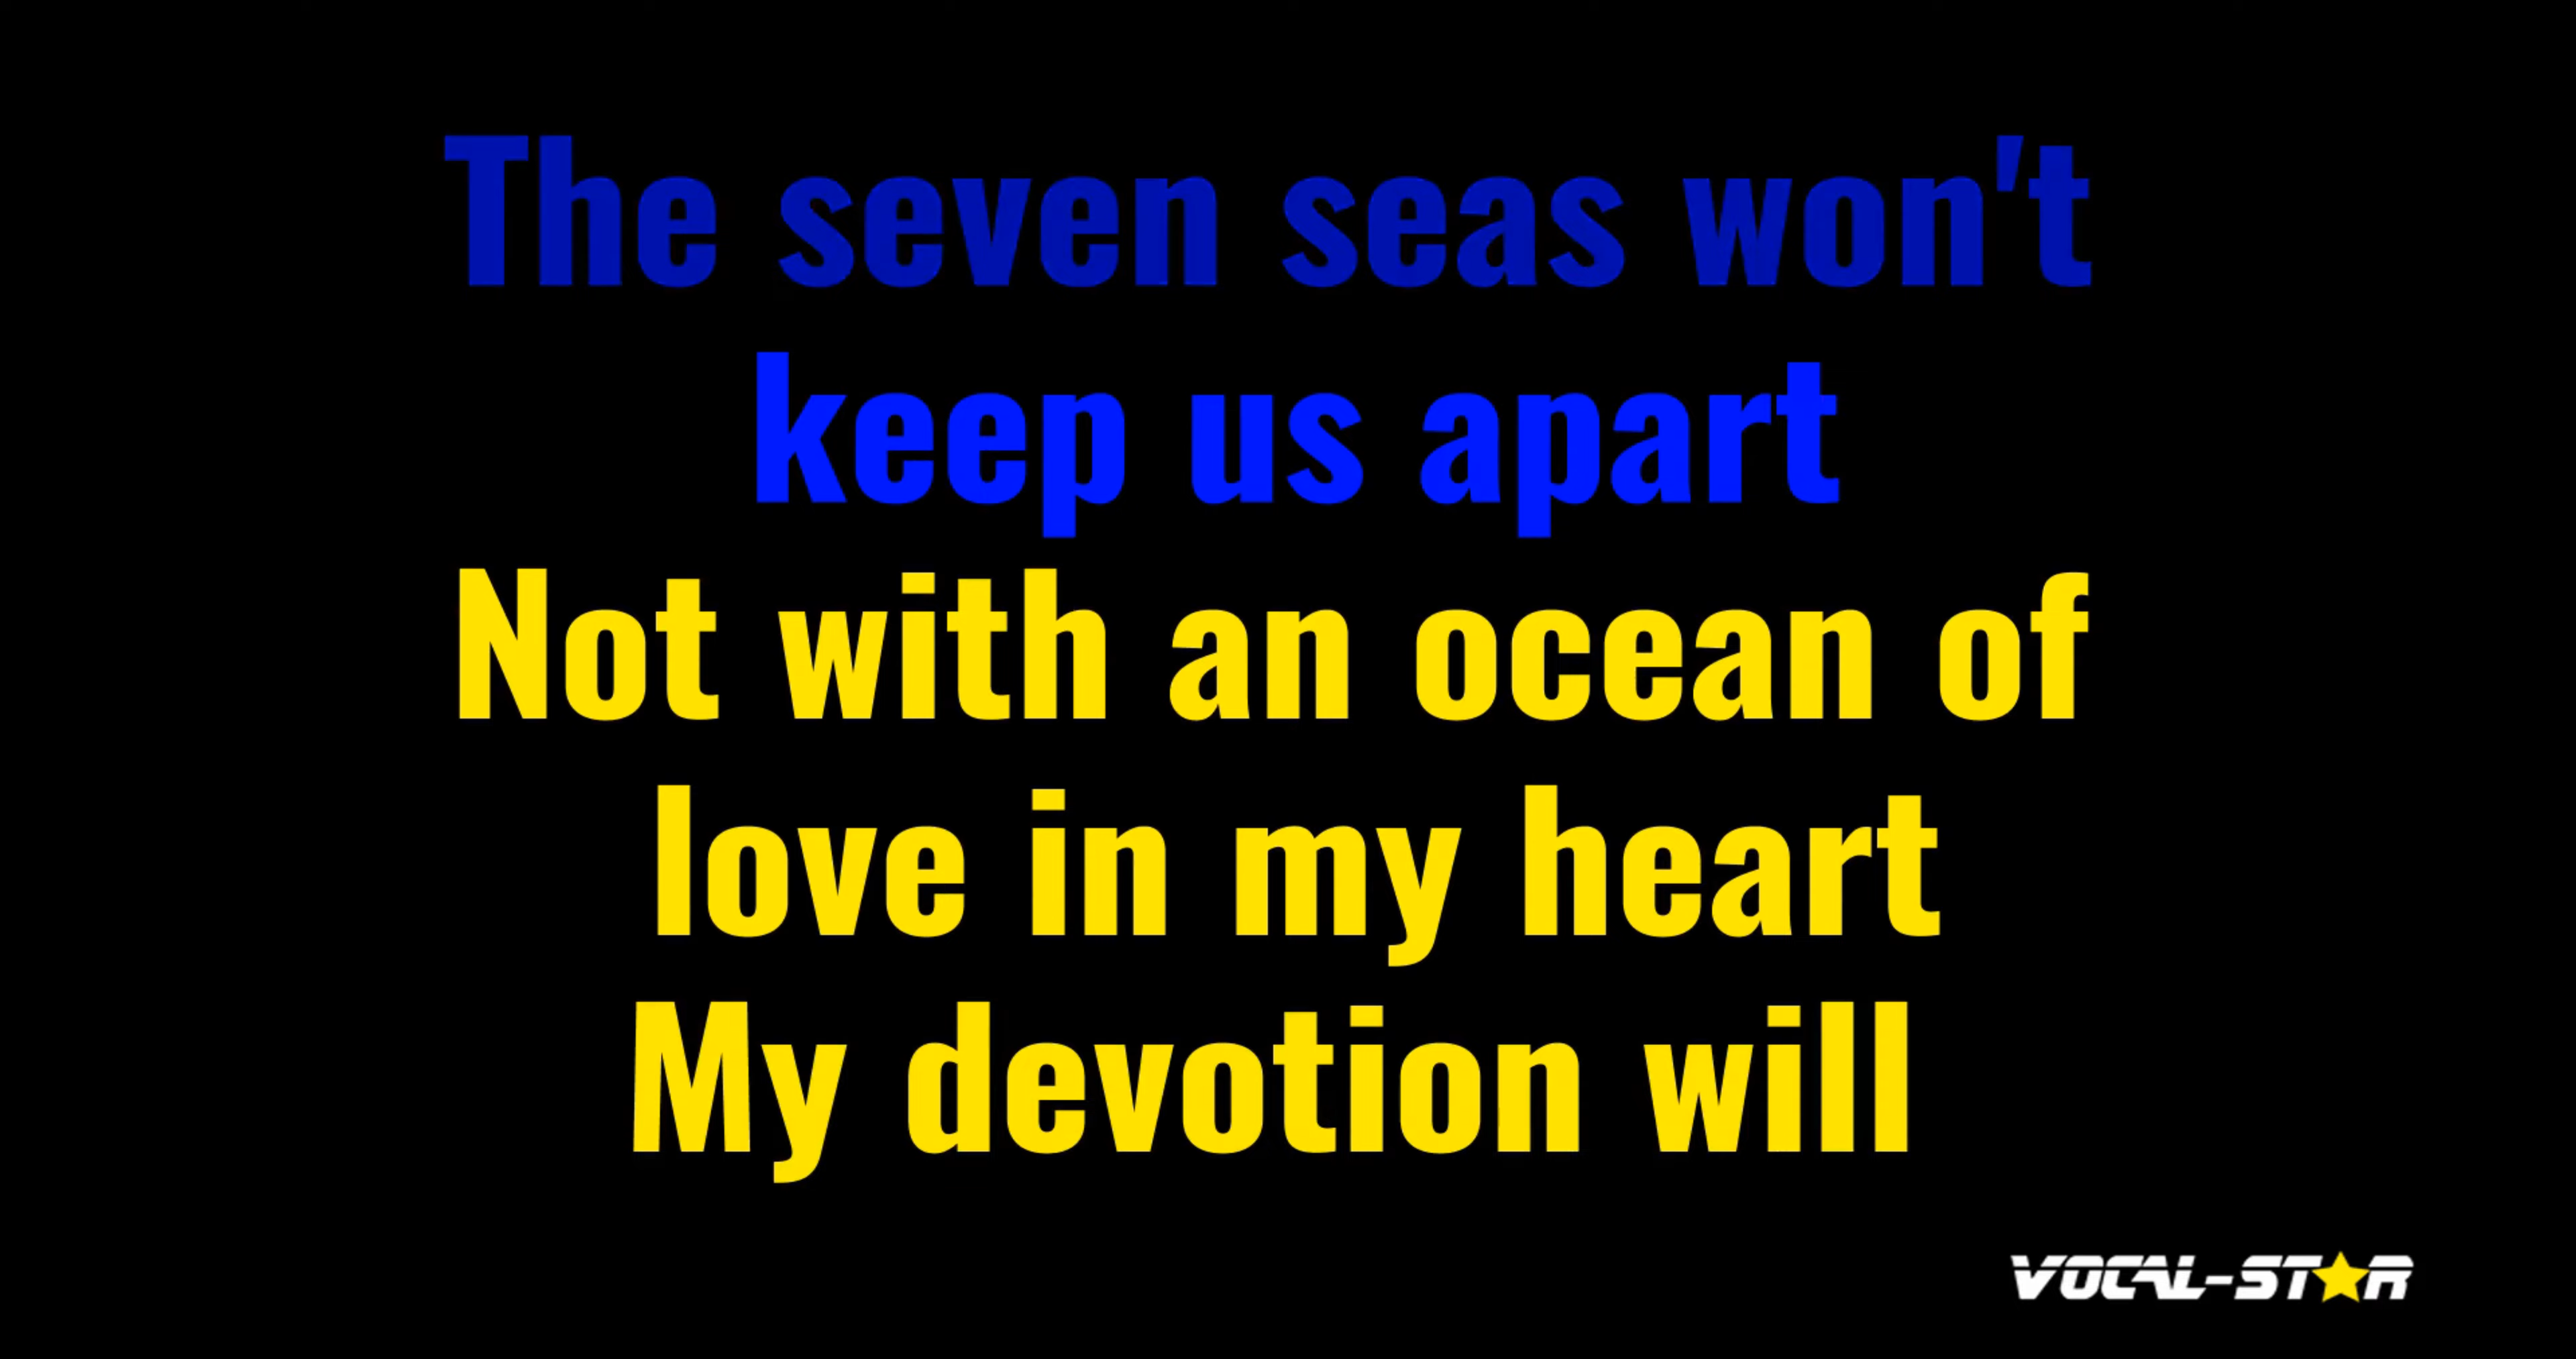 The seven seas won't
keep us apart
Not with an ocean of
love in my heart
My devotion will
VOCAL-STAR